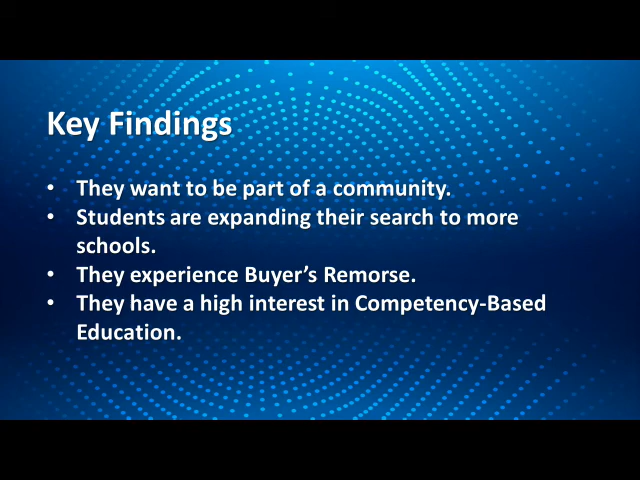 Key Findings
• They want to be part of a community.
• Students are expanding their search to more
schools.
• They experience Buyer’s Remorse.
• They have a high interest in Competency-Based
Education.